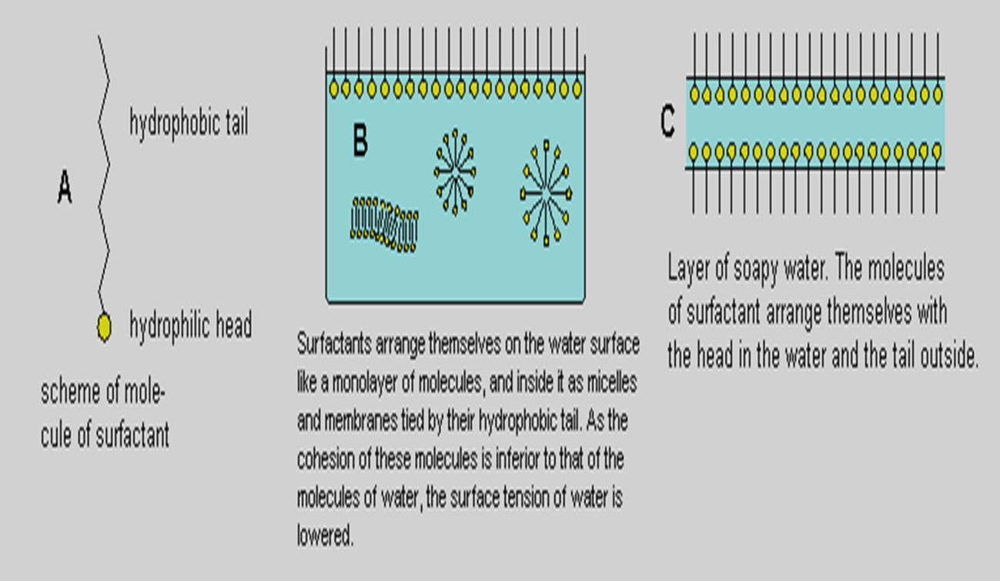 hydrophobic tail
A
hydrophilic head
scheme of mole-
cule of surfactant
B
Surfactants arrange themselves on the water surface
like a monolayer of molecules, and inside it as micelles
and membranes tied by their hydrophobic tail. As the
cohesion of these molecules is inferior to that of the
molecules of water, the surface tension of water is
lowered.
C
Layer of soapy water. The molecules
of surfactant arrange themselves with
the head in the water and the tail outside.